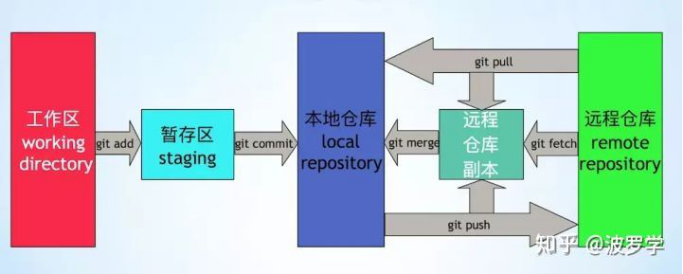 工作区
working
directory
git add
暂存区
staging
git commit
本地仓库
local
repository
git pull
git merge
远程
仓库
副本
git fetch
git push
远程仓库
remote
repository
知乎 @波罗学